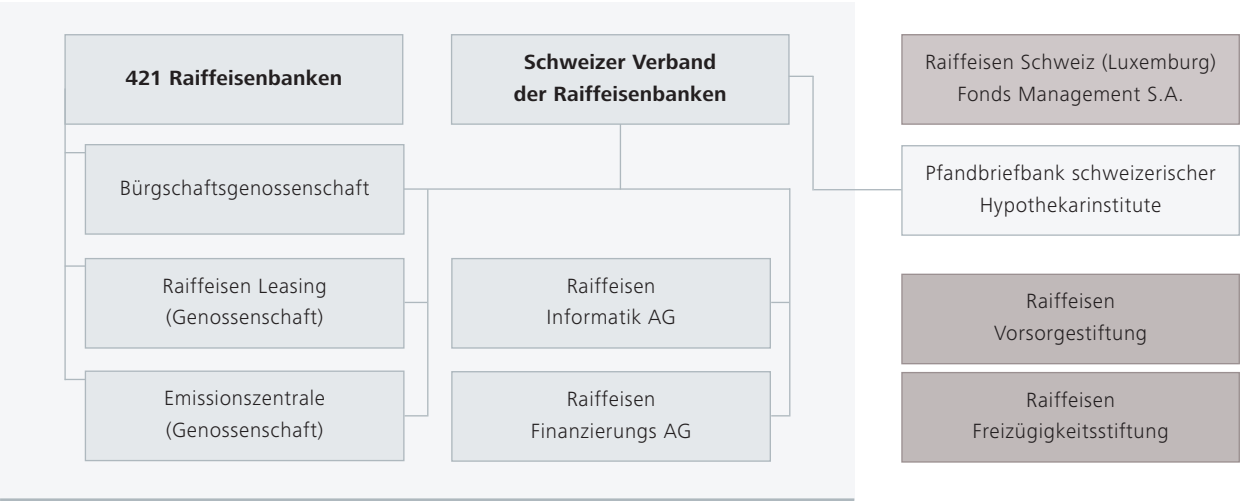 421 Raiffeisenbanken
Schweizer Verband
der Raiffeisenbanken
Raiffeisen Schweiz (Luxemburg)
Fonds Management S.A.
Bürgschaftsgenossenschaft
Pfandbriefbank schweizerischer
Hypothekarinstitute
Raiffeisen Leasing
(Genossenschaft)
Raiffeisen
Informatik AG
Raiffeisen
Vorsorgestiftung
Emissionszentrale
(Genossenschaft)
Raiffeisen
Finanzierungs AG
Raiffeisen
Freizügigkeitsstiftung